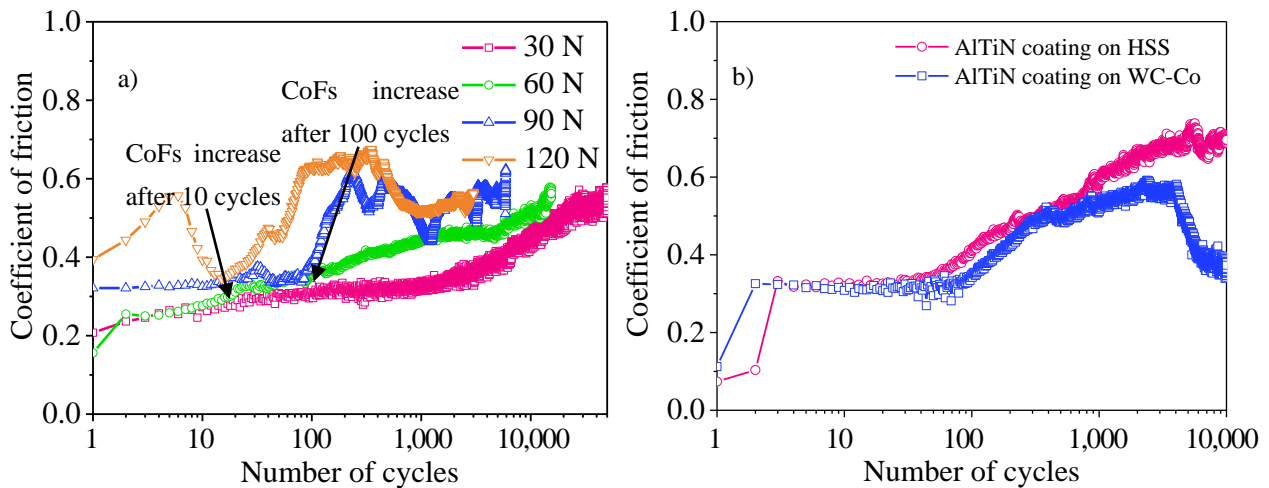 a)
30 N
60 N
90 N
120 N
CoFs increase
after 100 cycles
CoFs increase
after 10 cycles
1.0
0.8
0.6
0.4
0.2
0.0
Coefficient of friction
1 10 100 1,000 10,000
Number of cycles
b)
AlTiN coating on HSS
AlTiN coating on WC-Co
1.0
0.8
0.6
0.4
0.2
0.0
Coefficient of friction
1 10 100 1,000 10,000
Number of cycles